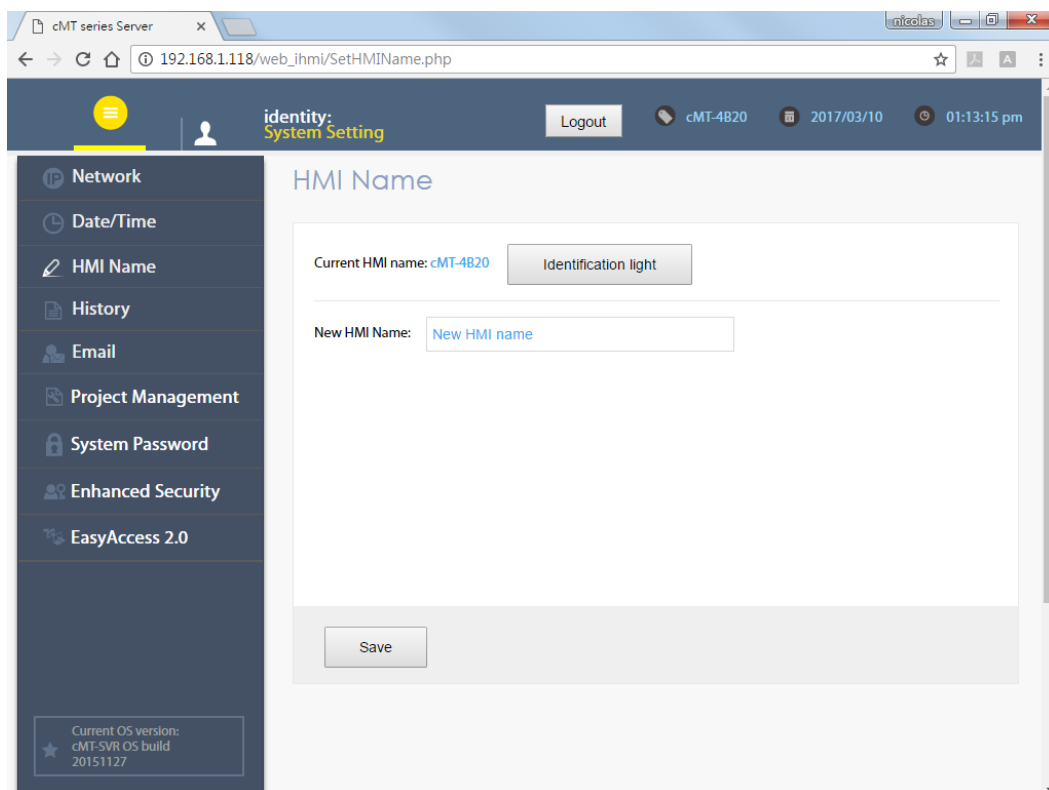 cMT series Server
nicolas
192.168.1.118/web_ihmi/SetHMIName.php
identity:
System Setting
Logout
cMT-4B20
2017/03/10
01:13:15 pm
Network
Date/Time
HMI Name
History
Email
Project Management
System Password
Enhanced Security
EasyAccess 2.0
Current OS version:
cMT-SVR OS build
20151127
HMI Name
Current HMI name: cMT-4B20
Identification light
New HMI Name:
New HMI name
Save